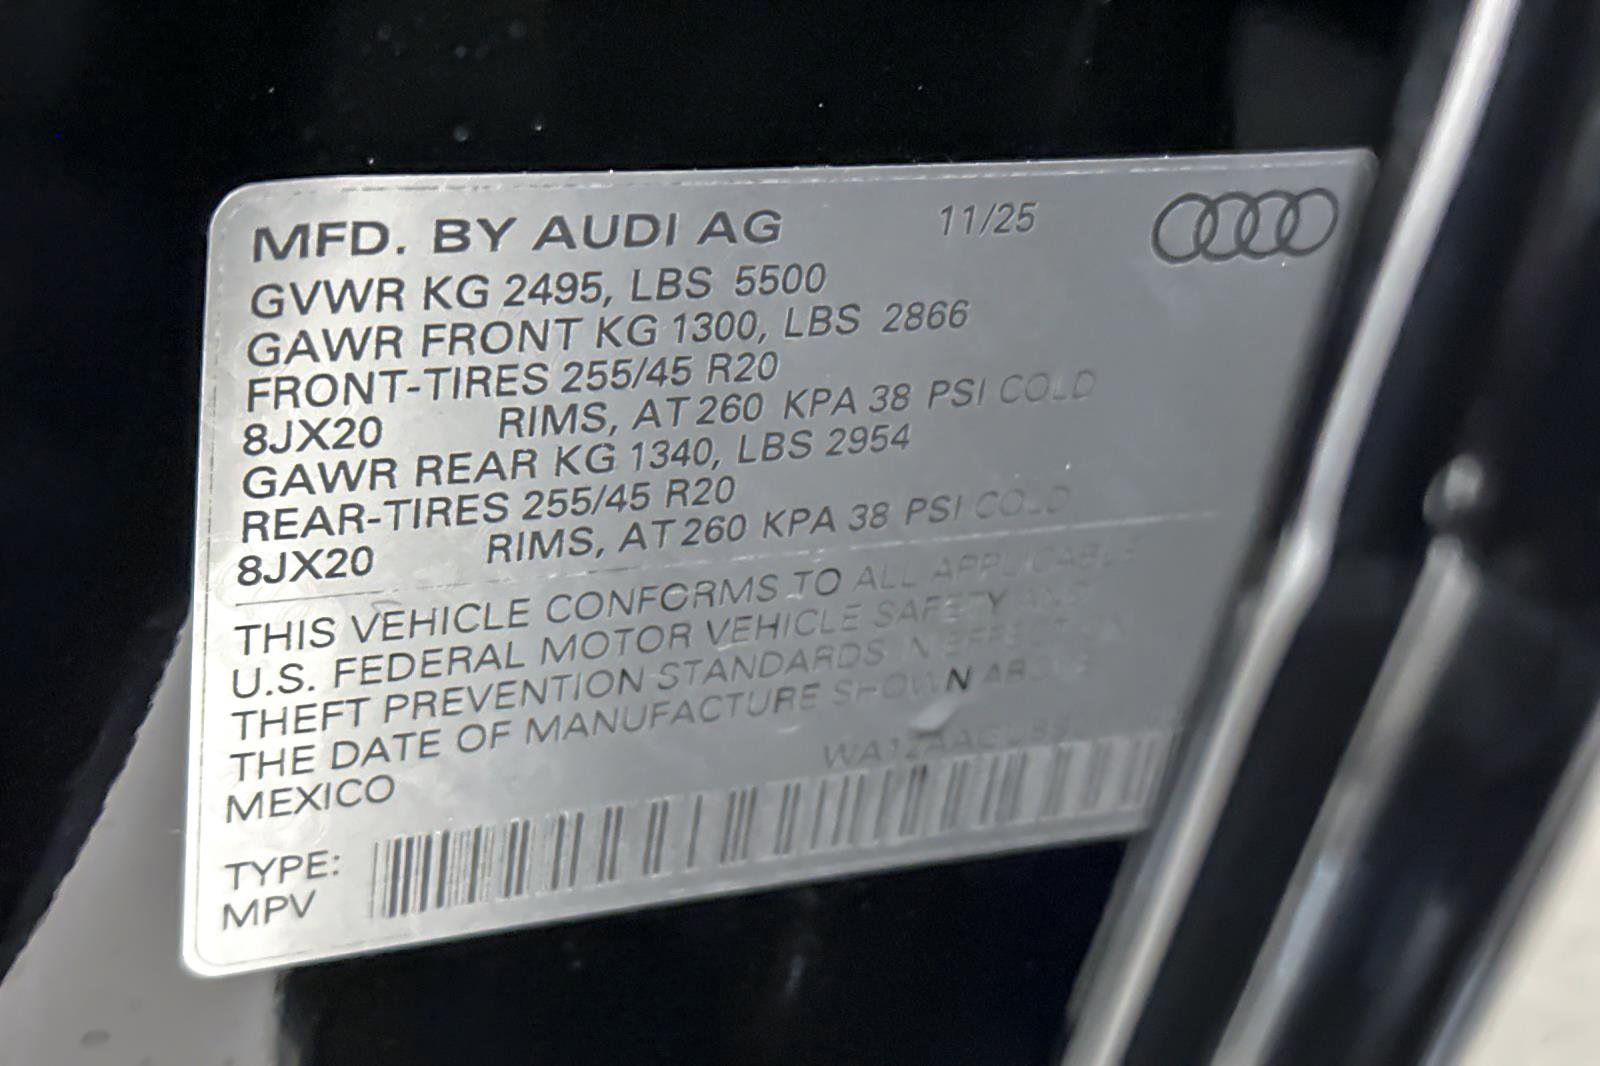 MFD. BY AUDI AG 11/25
GVWR KG 2495, LBS 5500
GAWR FRONT KG 1300, LBS 2866
FRONT-TIRES 255/45 R20
8JX20 RIMS, AT 260 KPA 38 PSI COLD
GAWR REAR KG 1340, LBS 2954
REAR-TIRES 255/45 R20
8JX20 RIMS, AT 260 KPA 38 PSI COLD
THIS VEHICLE CONFORMS TO ALL APPLICABLE
U.S. FEDERAL MOTOR VEHICLE SAFETY AND
THEFT PREVENTION STANDARDS IN EFFECT ON
THE DATE OF MANUFACTURE SHOWN ABOVE
MEXICO
TYPE:
MPV